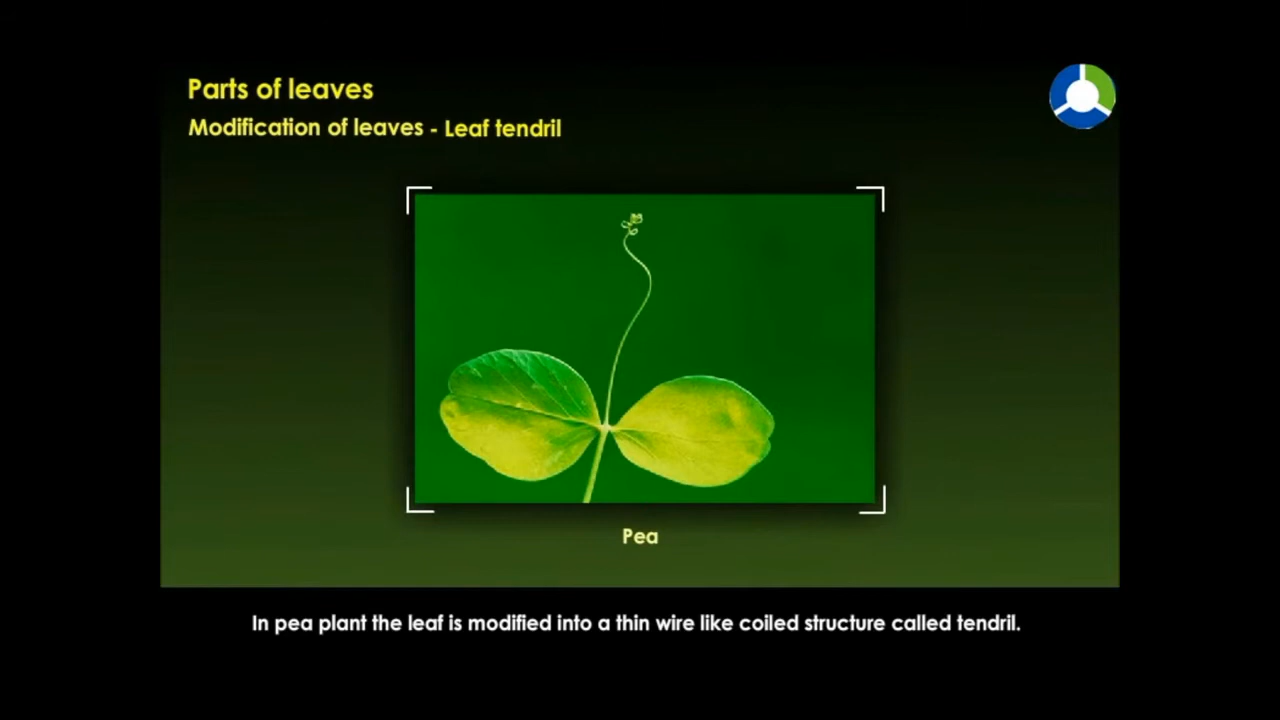 Parts of leaves
Modification of leaves - Leaf tendril
Pea
In pea plant the leaf is modified into a thin wire like coiled structure called tendril.